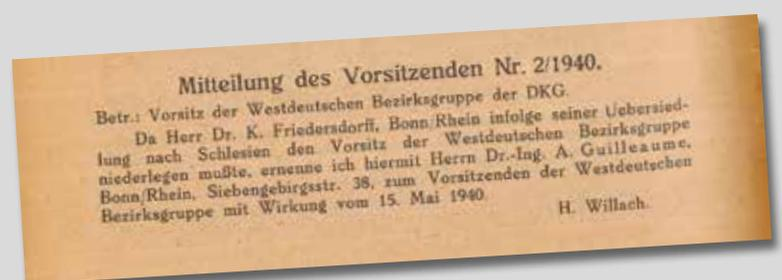 Mitteilung des Vorsitzenden Nr. 2/1940.
Betr.: Vorsitz der Westdeutschen Bezirksgruppe der DKG.
Da Herr Dr. K. Friedersdorff, Bonn/Rhein infolge seiner Uebersied-
lung nach Schlesien den Vorsitz der Westdeutschen Bezirksgruppe
niederlegen mußte, ernenne ich hiermit Herrn Dr.-Ing. A. Guilleaume,
Bonn/Rhein, Siebengebirgsstr. 38, zum Vorsitzenden der Westdeutschen
Bezirksgruppe mit Wirkung vom 15. Mai 1940
H. Willach.